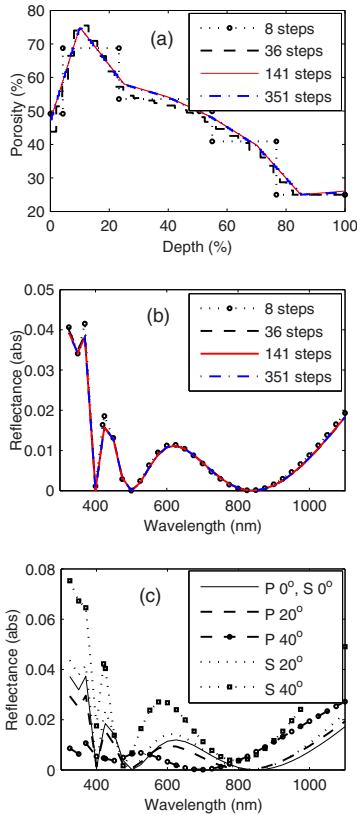 80
70
60
50
40
30
20
Porosity (%)
(a)
8 steps
36 steps
141 steps
351 steps
0 20 40 60 80 100
Depth (%)
0.05
0.04
0.03
0.02
0.01
0
Reflectance (abs)
(b)
8 steps
36 steps
141 steps
351 steps
400 600 800 1000
Wavelength (nm)
0.08
0.06
0.04
0.02
0
Reflectance (abs)
(c)
P 0°, S 0°
P 20°
P 40°
S 20°
S 40°
400 600 800 1000
Wavelength (nm)